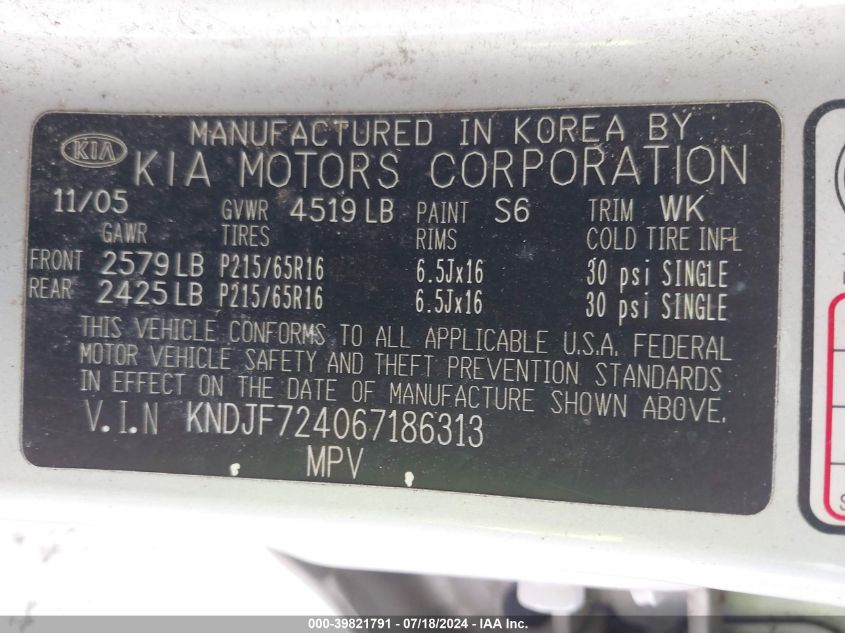 MANUFACTURED IN KOREA BY
KIA KIA MOTORS CORPORATION
11/05 GVWR 4519 LB PAINT S6 TRIM WK
GAWR TIRES RIMS COLD TIRE INFL
FRONT 2579 LB P215/65R16 6.5Jx16 30 psi SINGLE
REAR 2425 LB P215/65R16 6.5Jx16 30 psi SINGLE
THIS VEHICLE CONFORMS TO ALL APPLICABLE U.S.A. FEDERAL
MOTOR VEHICLE SAFETY AND THEFT PREVENTION STANDARDS
IN EFFECT ON THE DATE OF MANUFACTURE SHOWN ABOVE.
V.I.N KNDJF724067186313
MPV
000-39821791 - 07/18/2024 - IAA Inc.